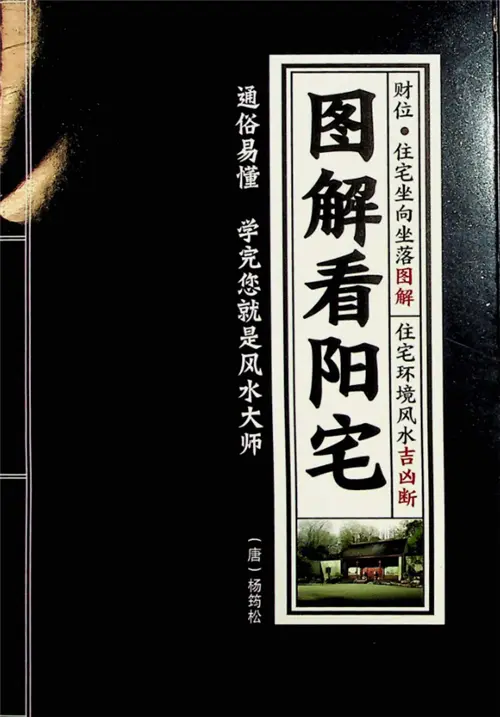 财位·住宅坐向坐落图解
住宅环境风水吉凶断
图解看阳宅
通俗易懂 学完您就是风水大师
（唐）杨筠松